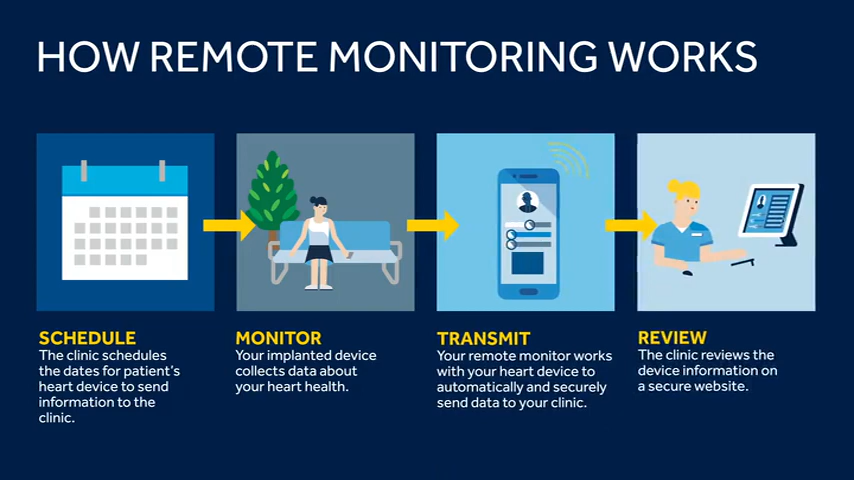 HOW REMOTE MONITORING WORKS
SCHEDULE
The clinic schedules
the dates for patient's
heart device to send
information to the
clinic.
MONITOR
Your implanted device
collects data about
your heart health.
TRANSMIT
Your remote monitor works
with your heart device to
automatically and securely
send data to your clinic.
REVIEW
The clinic reviews the
device information on
a secure website.